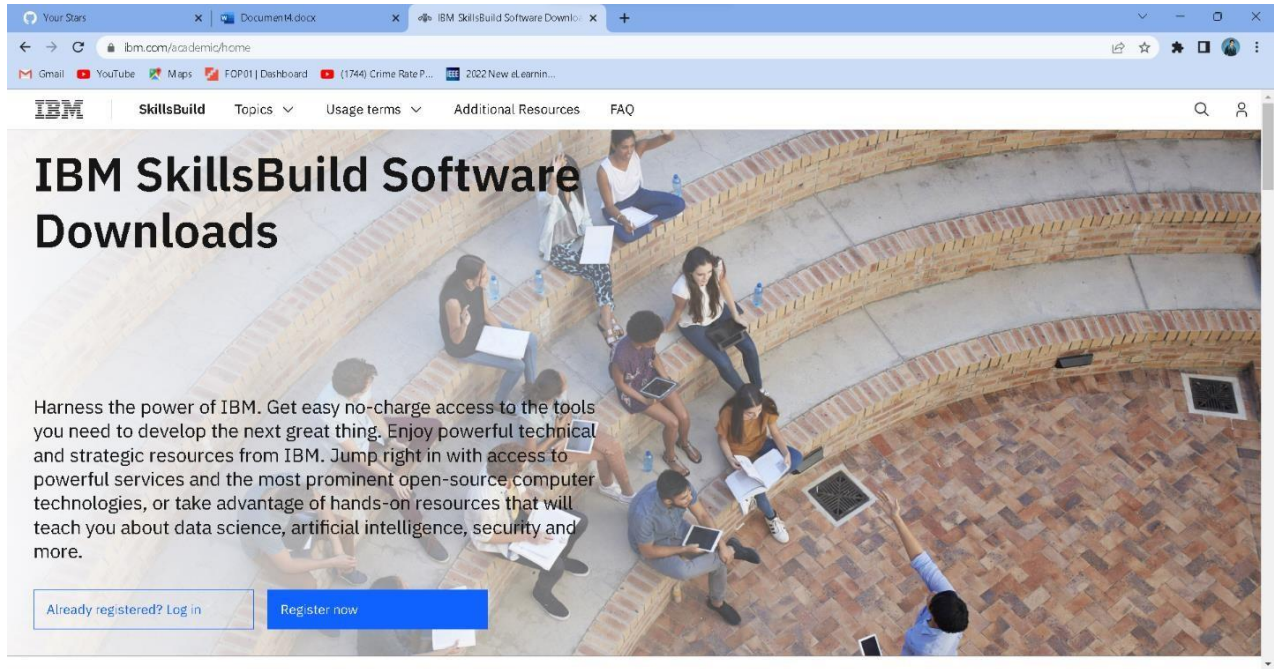 Your Stars
Document4.docx
IBM SkillsBuild Software Downlo
ibm.com/academic/home
Gmail
YouTube
Maps
FOP01 | Dashboard
(1744) Crime Rate P...
2022 New eLearnin...
IBM
SkillsBuild
Topics
Usage terms
Additional Resources
FAQ
IBM SkillsBuild Software
Downloads
Harness the power of IBM. Get easy no-charge access to the tools
you need to develop the next great thing. Enjoy powerful technical
and strategic resources from IBM. Jump right in with access to
powerful services and the most prominent open-source computer
technologies, or take advantage of hands-on resources that will
teach you about data science, artificial intelligence, security and
more.
Already registered? Log in
Register now